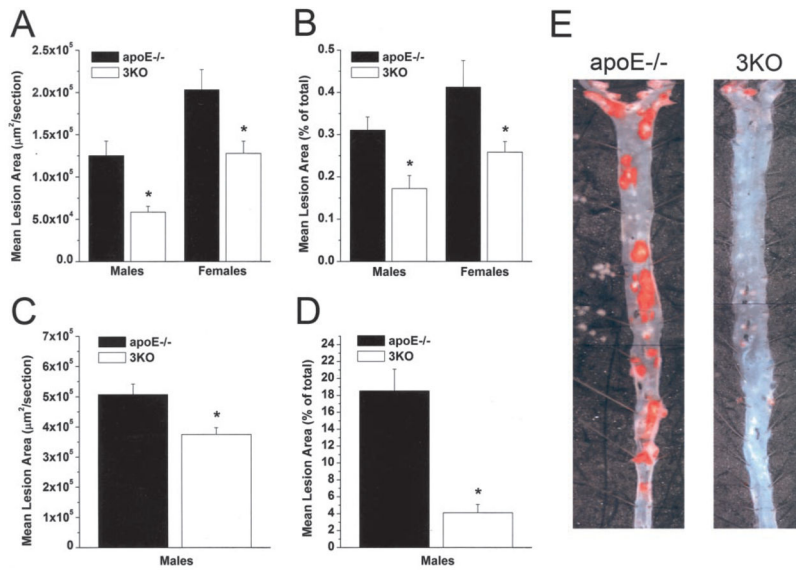 A
Mean Lesion Area (µm²/section)
2.5x10⁵
2.0x10⁵
1.5x10⁵
1.0x10⁵
5.0x10⁴
0.0
apoE-/-
3KO
*
*
Males
Females
B
Mean Lesion Area (% of total)
0.5
0.4
0.3
0.2
0.1
0.0
apoE-/-
3KO
*
*
Males
Females
C
Mean Lesion Area (µm²/section)
7x10⁵
6x10⁵
5x10⁵
4x10⁵
3x10⁵
2x10⁵
1x10⁵
0
apoE-/-
3KO
*
Males
D
Mean Lesion Area (% of total)
24
22
20
18
16
14
12
10
8
6
4
2
0
apoE-/-
3KO
*
Males
E
apoE-/-
3KO